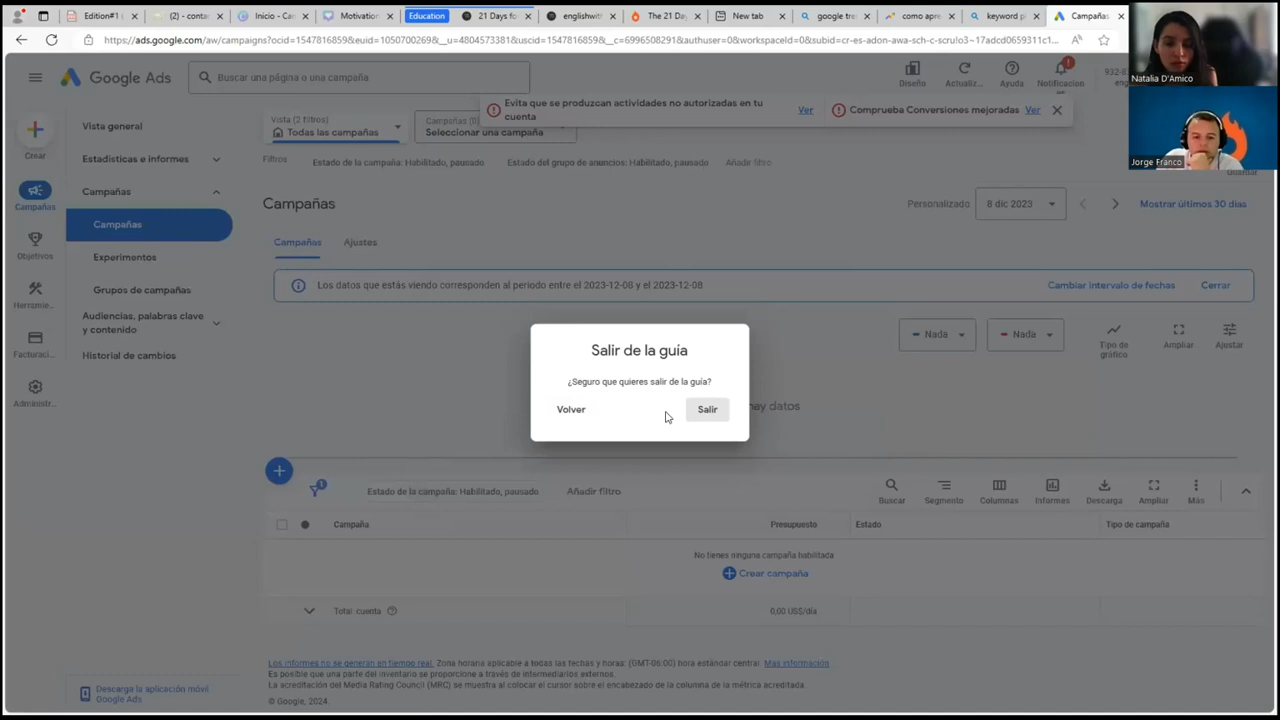 Edition#1 (
(2) - conta
Inicio - Ca
Motivation
Education
21 Days fo
englishwit
The 21 Da
New tab
google tre
como apre
keyword p
Campañas
https://ads.google.com/aw/campaigns?ocid=1547816859&euid=1050700269&__u=4804573381&uscid=1547816859&__c=6996508291&authuser=0&workspaceId=0&subid=cr-es-adon-awa-sch-c-scru!o3~17adcd0659311c1...
Google Ads
Buscar una página o una campaña
Diseño
Actualiz...
Ayuda
Notificacion
es
Evita que se produzcan actividades no autorizadas en tu
cuenta
Ver
Comprueba Conversiones mejoradas
Ver
Natalia D'Amico
Jorge Franco
Crear
Campañas
Objetivos
Herramie...
Facturaci...
Administr...
Vista general
Estadísticas e informes
Campañas
Campañas
Experimentos
Grupos de campañas
Audiencias, palabras clave
y contenido
Historial de cambios
Descarga la aplicación móvil
Google Ads
Vista (2 filtros)
Todas las campañas
Campañas (0)
Seleccionar una campaña
Filtros
Estado de la campaña: Habilitado, pausado
Estado del grupo de anuncios: Habilitado, pausado
Añadir filtro
Guardar
Campañas
Personalizado
8 dic 2023
Mostrar últimos 30 días
Campañas
Ajustes
Los datos que estás viendo corresponden al periodo entre el 2023-12-08 y el 2023-12-08
Cambiar intervalo de fechas
Cerrar
Nada
Nada
Tipo de
gráfico
Ampliar
Ajustar
Salir de la guía
¿Seguro que quieres salir de la guía?
Volver
Salir
hay datos
1
Estado de la campaña: Habilitado, pausado
Añadir filtro
Buscar
Segmento
Columnas
Informes
Descarga
Ampliar
Más
Campaña
Presupuesto
Estado
Tipo de campaña
No tienes ninguna campaña habilitada
Crear campaña
Total: cuenta
0,00 US$/día
Los informes no se generan en tiempo real. Zona horaria aplicable a todas las fechas y horas: (GMT-06:00) hora estándar central. Más información
Es posible que una parte del inventario se proporcione a través de intermediarios externos.
La acreditación del Media Rating Council (MRC) se muestra al colocar el cursor sobre el encabezado de la columna de la métrica acreditada.
© Google, 2024.